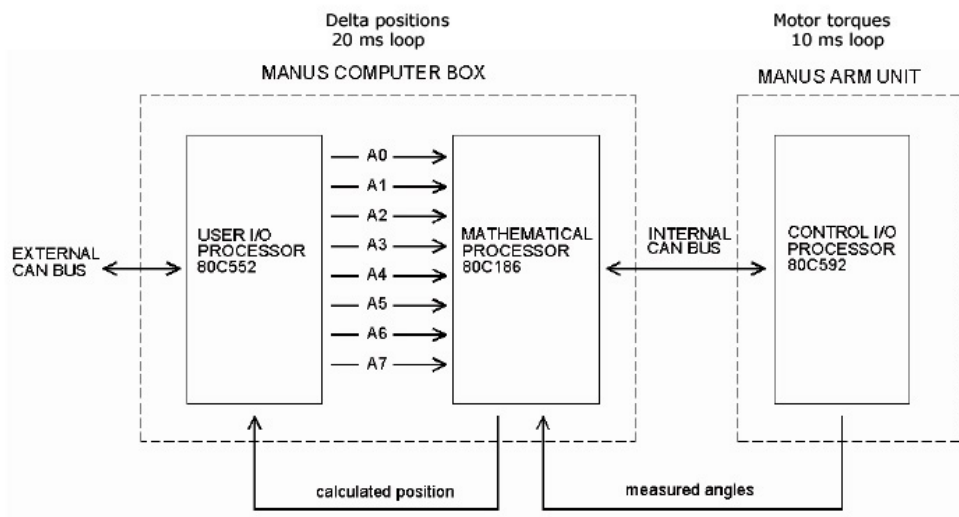 Delta positions
20 ms loop
Motor torques
10 ms loop
MANUS COMPUTER BOX
MANUS ARM UNIT
A0
A1
A2
A3
A4
A5
A6
A7
EXTERNAL
CAN BUS
USER I/O
PROCESSOR
80C552
MATHEMATICAL
PROCESSOR
80C186
INTERNAL
CAN BUS
CONTROL I/O
PROCESSOR
80C592
calculated position
measured angles